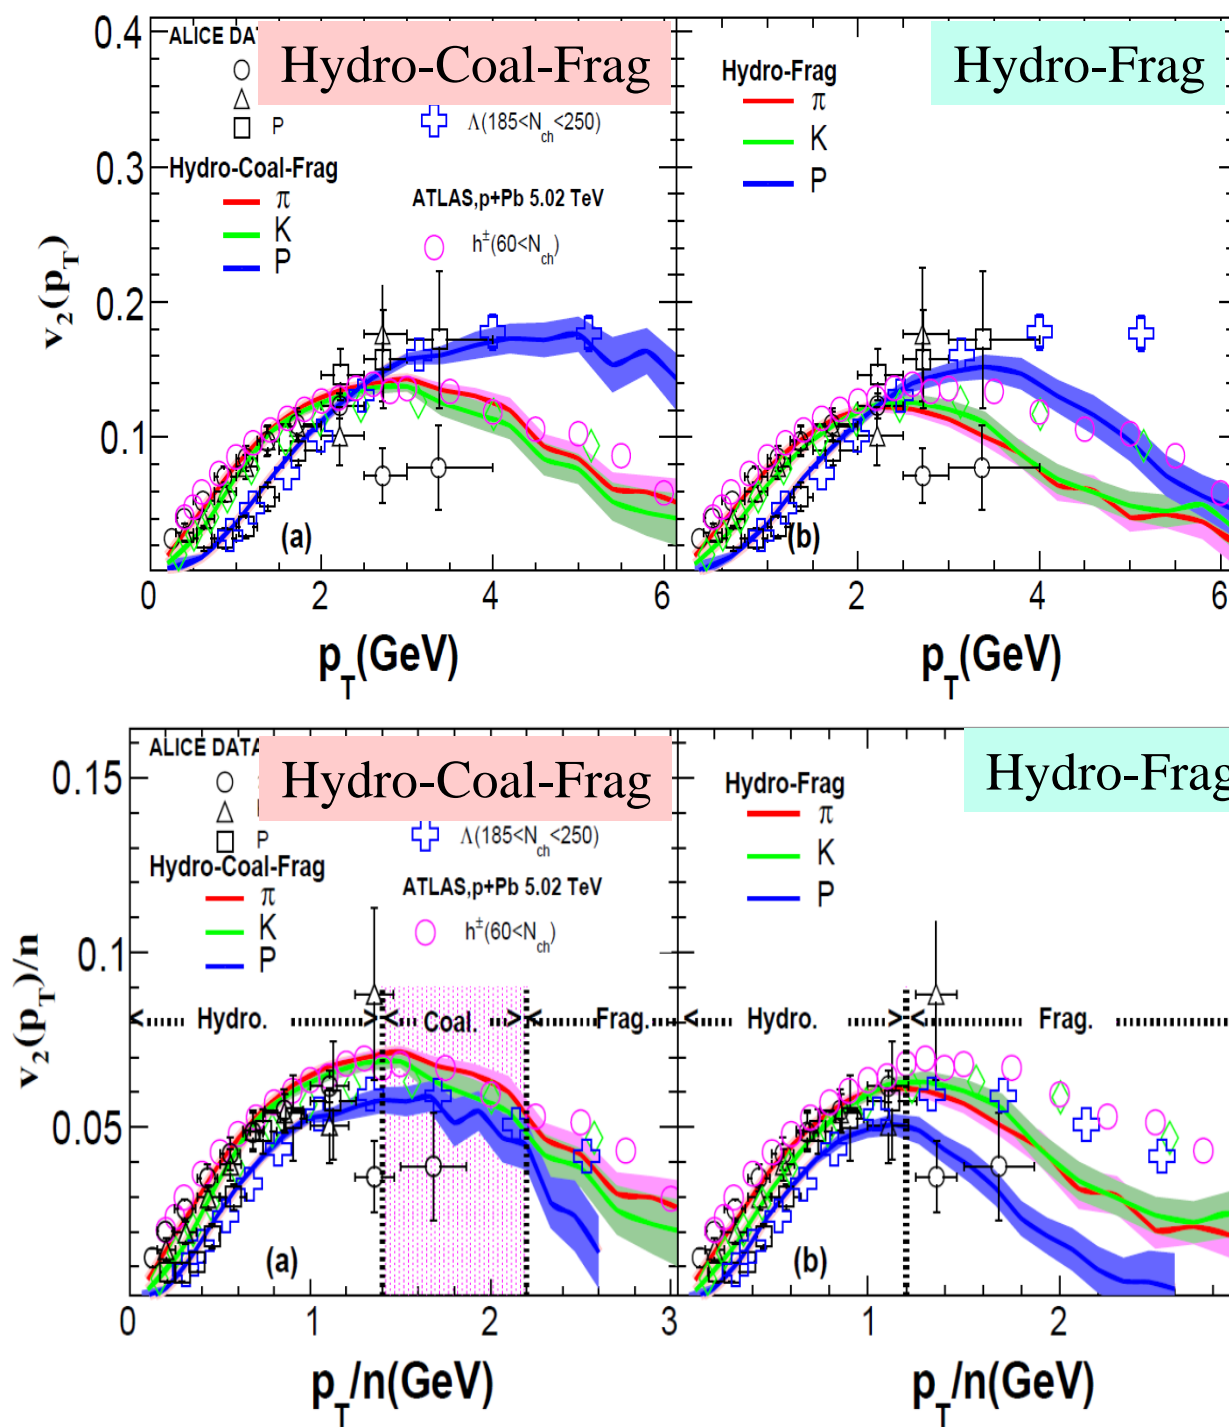 0.4
0.3
0.2
0.1
v₂(p_T)
ALICE DAT
Hydro-Coal-Frag
P
Λ(185<N_ch<250)
Hydro-Coal-Frag
π
K
P
ATLAS,p+Pb 5.02 TeV
h^±(60<N_ch)
(a)
0 2 4 6
p_T(GeV)
Hydro-Frag
Hydro-Frag
π
K
P
(b)
2 4 6
p_T(GeV)
0.15
0.1
0.05
0
v₂(p_T)/n
ALICE DATA
Hydro-Coal-Frag
P
Λ(185<N_ch<250)
Hydro-Coal-Frag
π
K
P
ATLAS,p+Pb 5.02 TeV
h^±(60<N_ch)
Hydro. Coal. Frag.
(a)
0 1 2 3
p_T/n(GeV)
Hydro-Frag
Hydro-Frag
π
K
P
Hydro. Frag.
(b)
1 2
p_T/n(GeV)